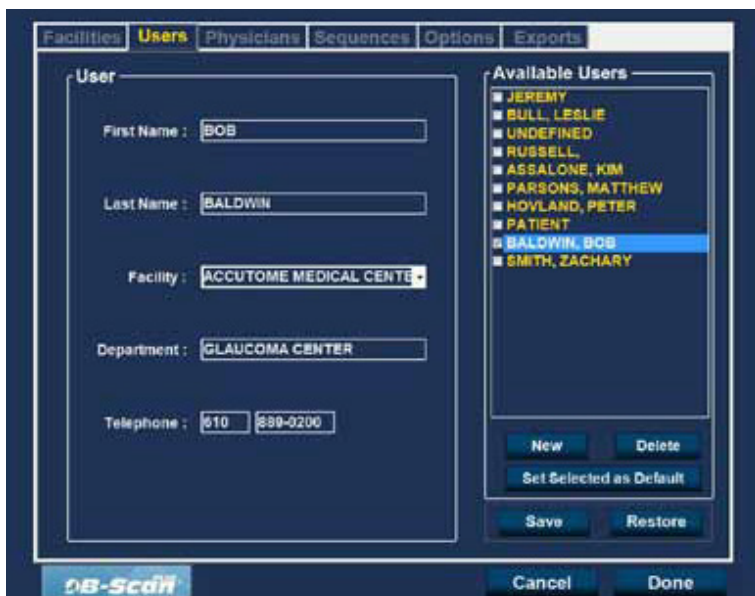 Facilities Users Physicians Sequences Options Exports
User
First Name : BOB
Last Name : BALDWIN
Facility : ACCUTOME MEDICAL CENTE
Department : GLAUCOMA CENTER
Telephone : 610 889-0200
Available Users
JEREMY
BULL, LESLIE
UNDEFINED
RUSSELL,
ASSALONE, KIM
PARSONS, MATTHEW
HOVLAND, PETER
PATIENT
BALDWIN, BOB
SMITH, ZACHARY
New Delete
Set Selected as Default
Save Restore
B-Scan
Cancel Done